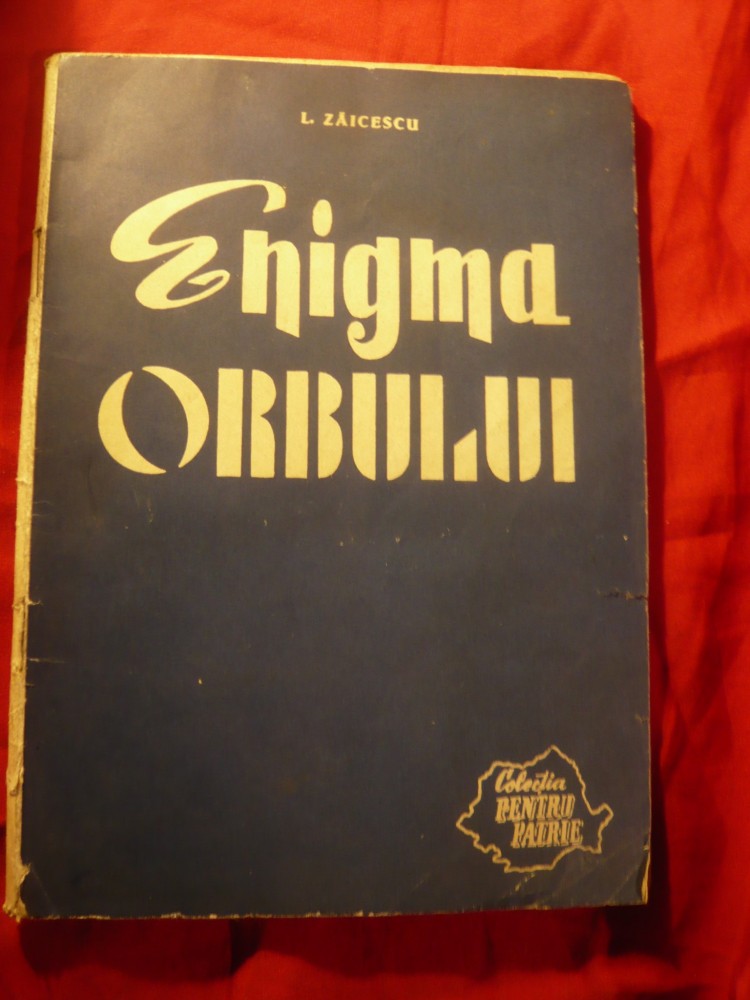 L. ZĂICESCU
Enigma
ORBULUI
Colecția
PENTRU
PATRIE